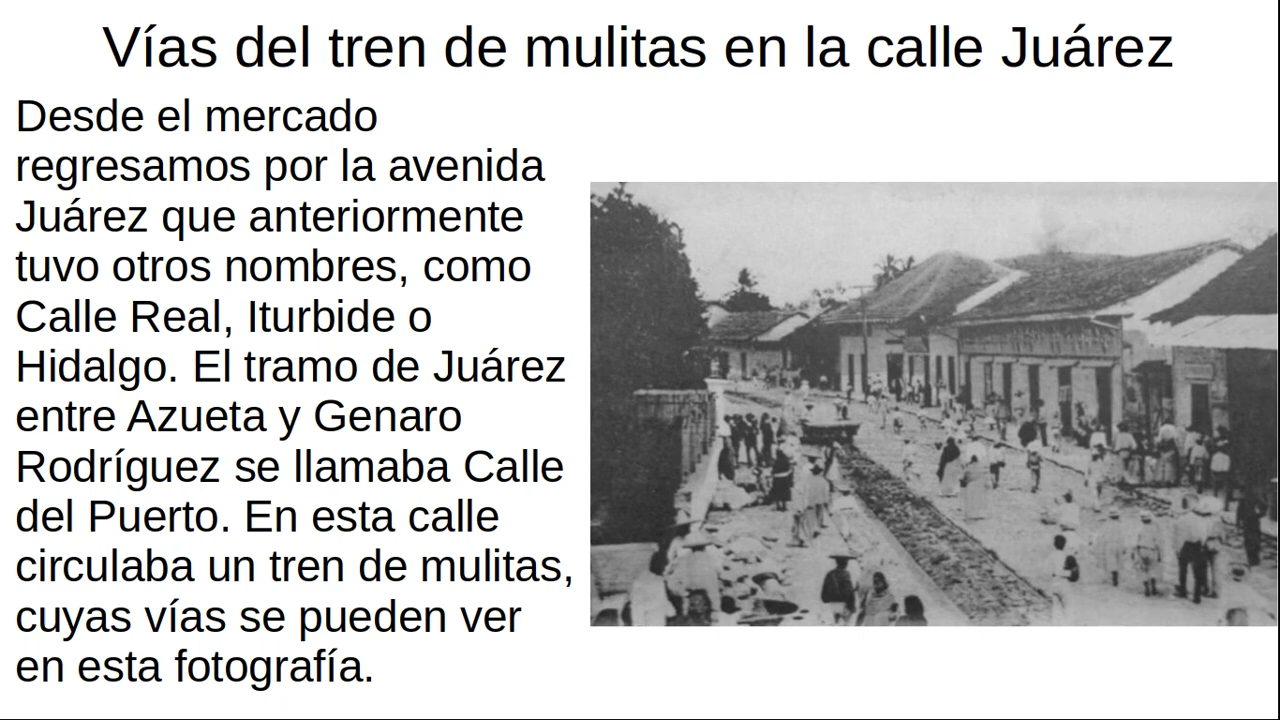 Vías del tren de mulitas en la calle Juárez
Desde el mercado
regresamos por la avenida
Juárez que anteriormente
tuvo otros nombres, como
Calle Real, Iturbide o
Hidalgo. El tramo de Juárez
entre Azueta y Genaro
Rodríguez se llamaba Calle
del Puerto. En esta calle
circulaba un tren de mulitas,
cuyas vías se pueden ver
en esta fotografía.